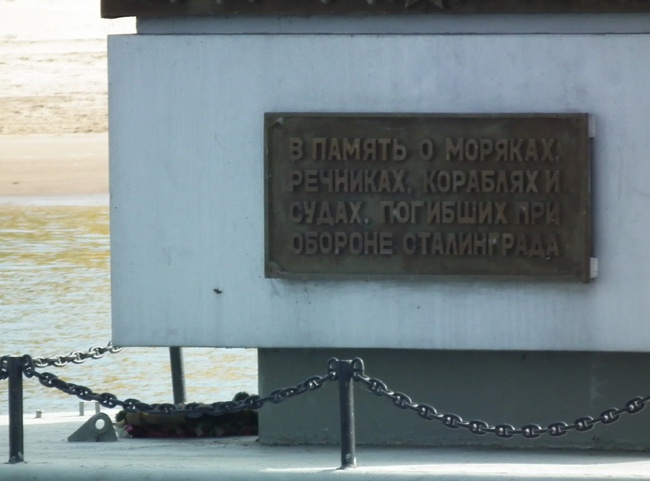 В ПАМЯТЬ О МОРЯКАХ,
РЕЧНИКАХ, КОРАБЛЯХ И
СУДАХ, ПОГИБШИХ ПРИ
ОБОРОНЕ СТАЛИНГРАДА